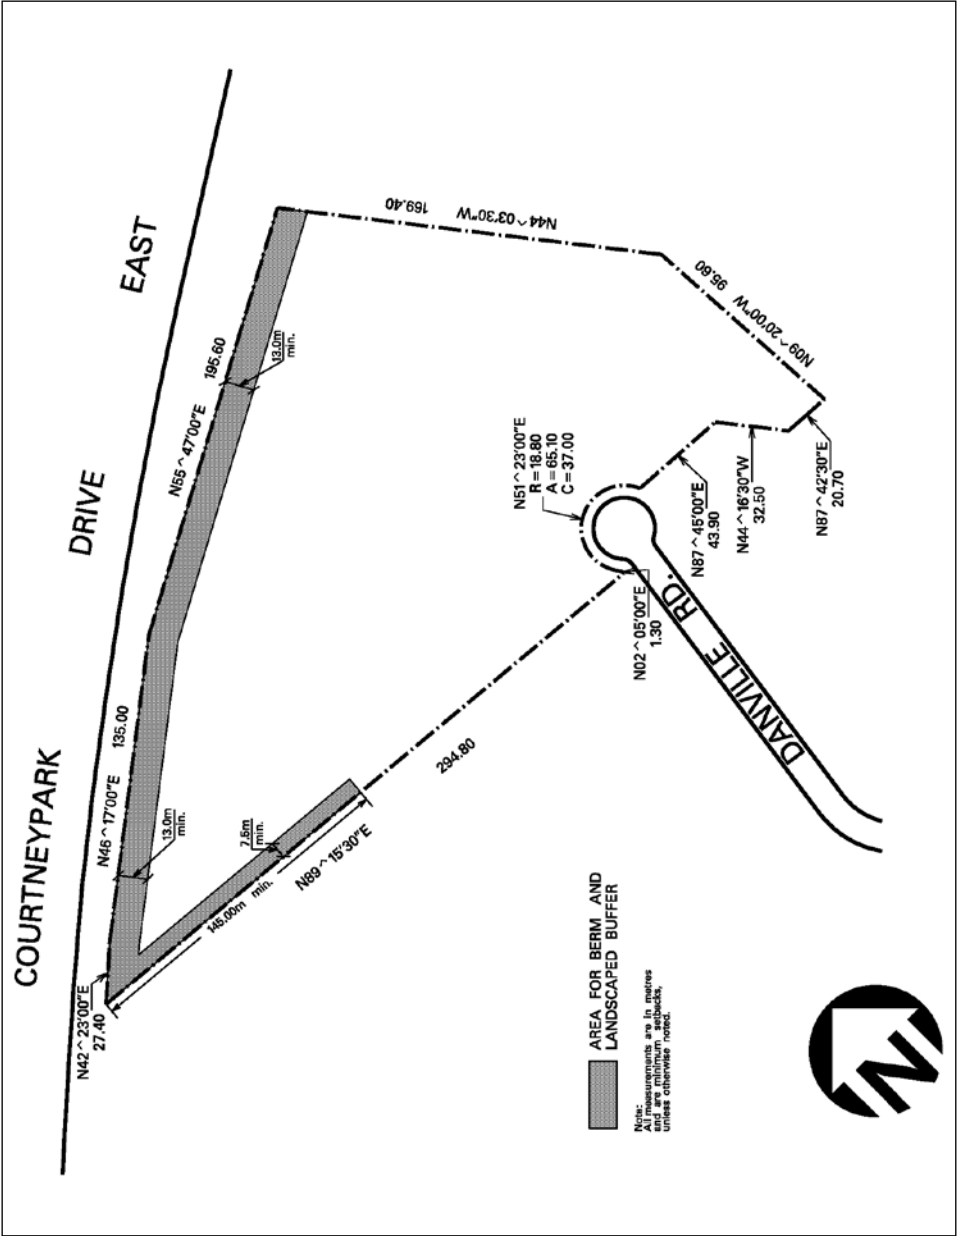 COURTNEYPARK DRIVE EAST
N42^23'00"E
27.40
N46^17'00"E 135.00
13.0m
min.
N55^47'00"E 195.60
13.0m
min.
N44^03'30"W 169.40
N09^20'00"W 95.60
N87^42'30"E
20.70
N44^16'30"W
32.50
N87^45'00"E
43.90
N51^23'00"E
R=18.80
A=65.10
C=37.00
N02^05'00"E
1.30
294.80
N89^15'30"E
145.00m min.
7.5m
min.
DANVILLE RD.
AREA FOR BERM AND
LANDSCAPED BUFFER
Note:
All measurements are in metres
and are minimum setbacks,
unless otherwise noted.
N